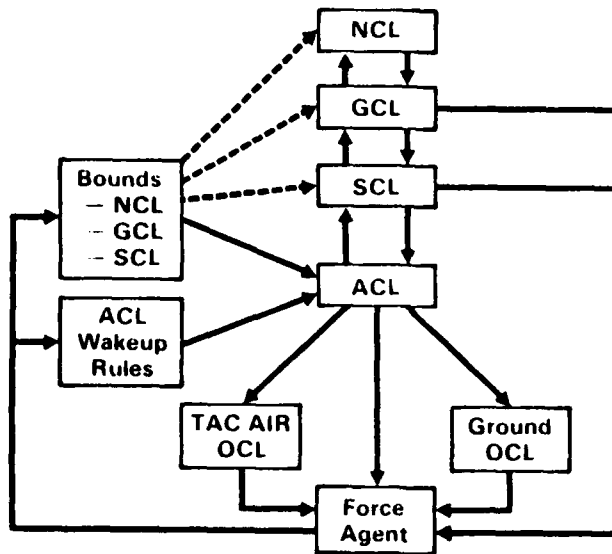 NCL
GCL
SCL
Bounds
– NCL
– GCL
– SCL
ACL
ACL
Wakeup
Rules
TAC AIR
OCL
Ground
OCL
Force
Agent